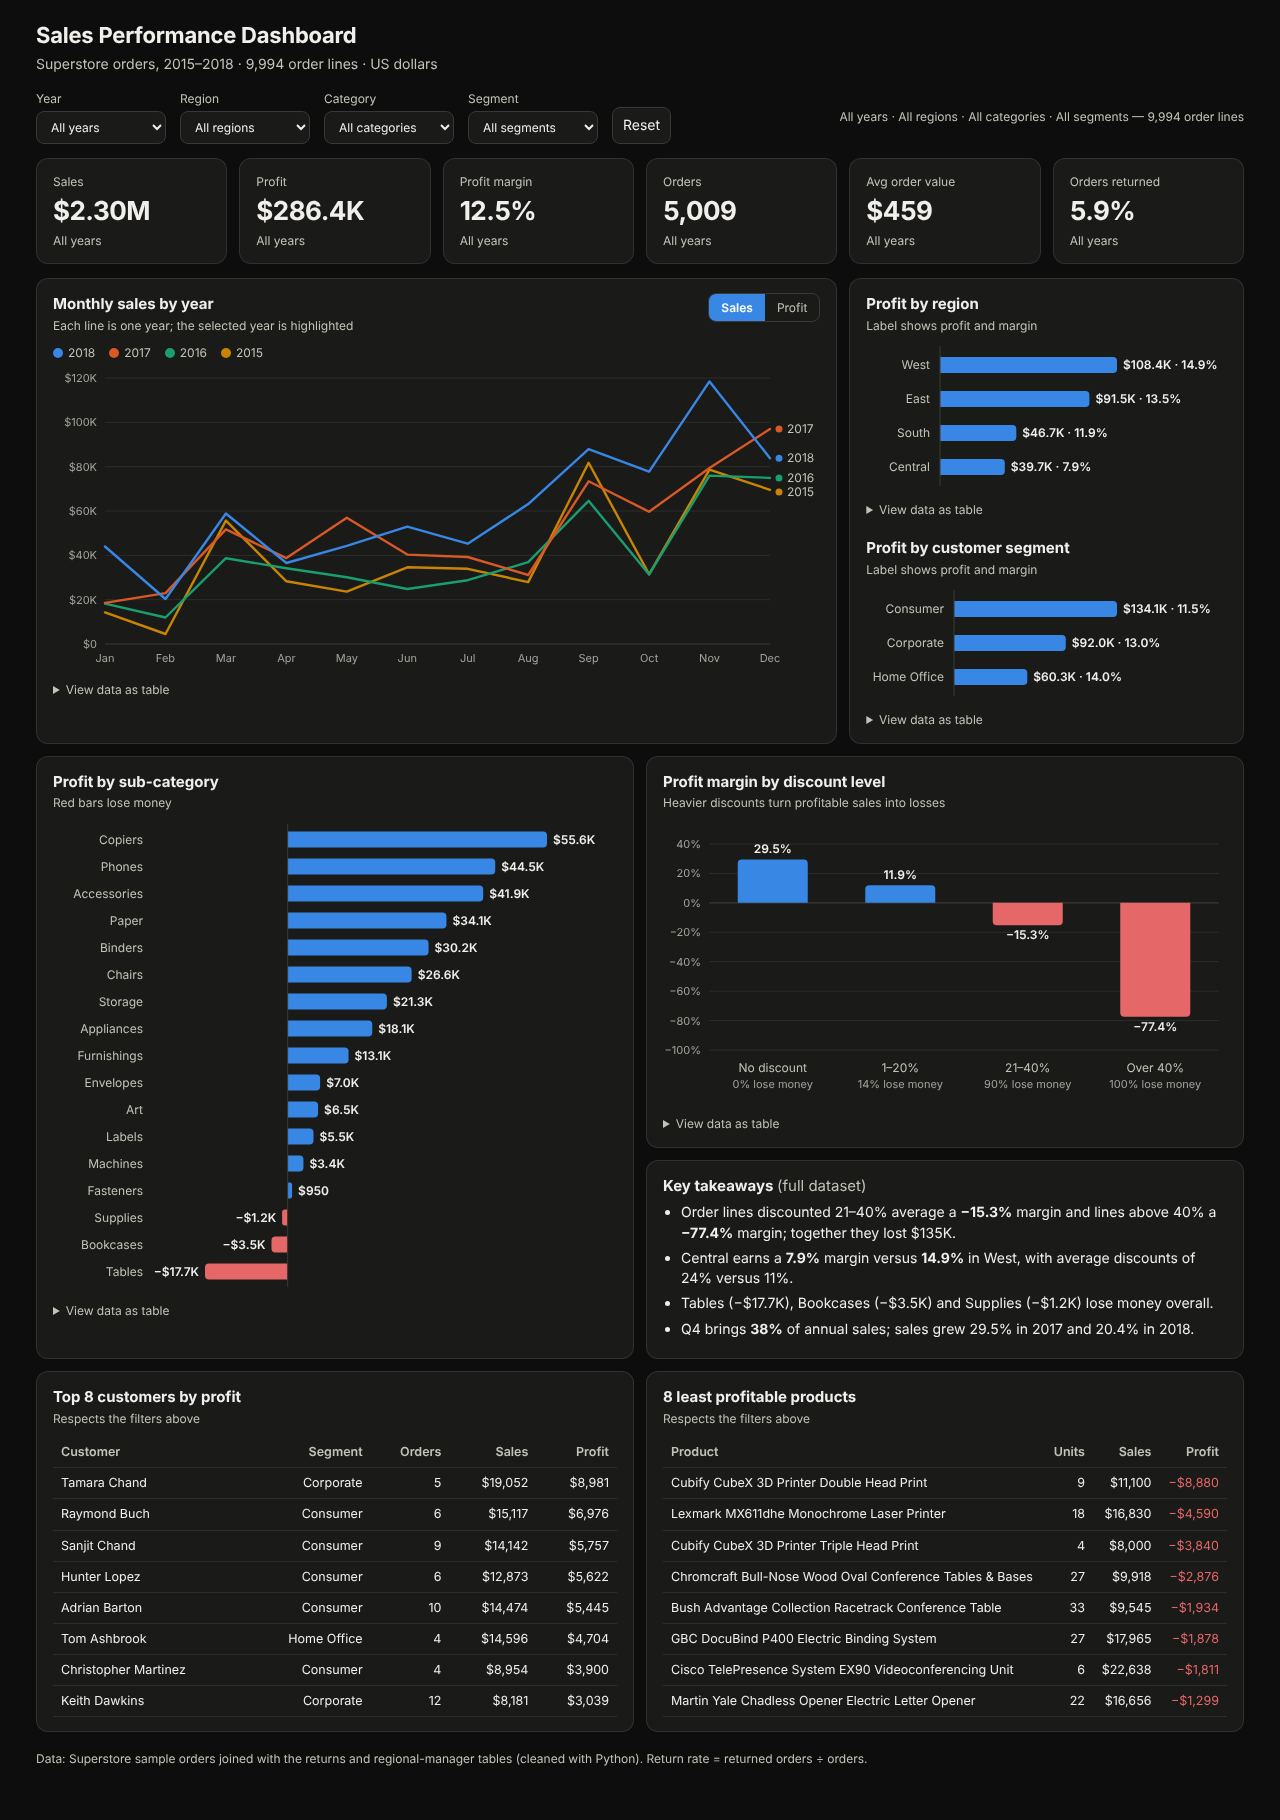 Sales Performance Dashboard
Superstore orders, 2015–2018 · 9,994 order lines · US dollars
Year
Region
Category
Segment
All years
All regions
All categories
All segments
Reset
All years · All regions · All categories · All segments — 9,994 order lines
Sales
$2.30M
All years
Profit
$286.4K
All years
Profit margin
12.5%
All years
Orders
5,009
All years
Avg order value
$459
All years
Orders returned
5.9%
All years
Monthly sales by year
Each line is one year; the selected year is highlighted
Sales Profit
2018 2017 2016 2015
$120K
$100K
$80K
$60K
$40K
$20K
$0
Jan Feb Mar Apr May Jun Jul Aug Sep Oct Nov Dec
2017
2018
2016
2015
▶ View data as table
Profit by region
Label shows profit and margin
West $108.4K · 14.9%
East $91.5K · 13.5%
South $46.7K · 11.9%
Central $39.7K · 7.9%
▶ View data as table
Profit by customer segment
Label shows profit and margin
Consumer $134.1K · 11.5%
Corporate $92.0K · 13.0%
Home Office $60.3K · 14.0%
▶ View data as table
Profit by sub-category
Red bars lose money
Copiers $55.6K
Phones $44.5K
Accessories $41.9K
Paper $34.1K
Binders $30.2K
Chairs $26.6K
Storage $21.3K
Appliances $18.1K
Furnishings $13.1K
Envelopes $7.0K
Art $6.5K
Labels $5.5K
Machines $3.4K
Fasteners $950
Supplies −$1.2K
Bookcases −$3.5K
Tables −$17.7K
▶ View data as table
Profit margin by discount level
Heavier discounts turn profitable sales into losses
40%
20%
0%
−20%
−40%
−60%
−80%
−100%
29.5%
11.9%
−15.3%
−77.4%
No discount 1–20% 21–40% Over 40%
0% lose money 14% lose money 90% lose money 100% lose money
▶ View data as table
Key takeaways (full dataset)
• Order lines discounted 21–40% average a −15.3% margin and lines above 40% a
−77.4% margin; together they lost $135K.
• Central earns a 7.9% margin versus 14.9% in West, with average discounts of
24% versus 11%.
• Tables (−$17.7K), Bookcases (−$3.5K) and Supplies (−$1.2K) lose money overall.
• Q4 brings 38% of annual sales; sales grew 29.5% in 2017 and 20.4% in 2018.
Top 8 customers by profit
Respects the filters above
Customer Segment Orders Sales Profit
Tamara Chand Corporate 5 $19,052 $8,981
Raymond Buch Consumer 6 $15,117 $6,976
Sanjit Chand Consumer 9 $14,142 $5,757
Hunter Lopez Consumer 6 $12,873 $5,622
Adrian Barton Consumer 10 $14,474 $5,445
Tom Ashbrook Home Office 4 $14,596 $4,704
Christopher Martinez Consumer 4 $8,954 $3,900
Keith Dawkins Corporate 12 $8,181 $3,039
8 least profitable products
Respects the filters above
Product Units Sales Profit
Cubify CubeX 3D Printer Double Head Print 9 $11,100 −$8,880
Lexmark MX611dhe Monochrome Laser Printer 18 $16,830 −$4,590
Cubify CubeX 3D Printer Triple Head Print 4 $8,000 −$3,840
Chromcraft Bull-Nose Wood Oval Conference Tables & Bases 27 $9,918 −$2,876
Bush Advantage Collection Racetrack Conference Table 33 $9,545 −$1,934
GBC DocuBind P400 Electric Binding System 27 $17,965 −$1,878
Cisco TelePresence System EX90 Videoconferencing Unit 6 $22,638 −$1,811
Martin Yale Chadless Opener Electric Letter Opener 22 $16,656 −$1,299
Data: Superstore sample orders joined with the returns and regional-manager tables (cleaned with Python). Return rate = returned orders ÷ orders.